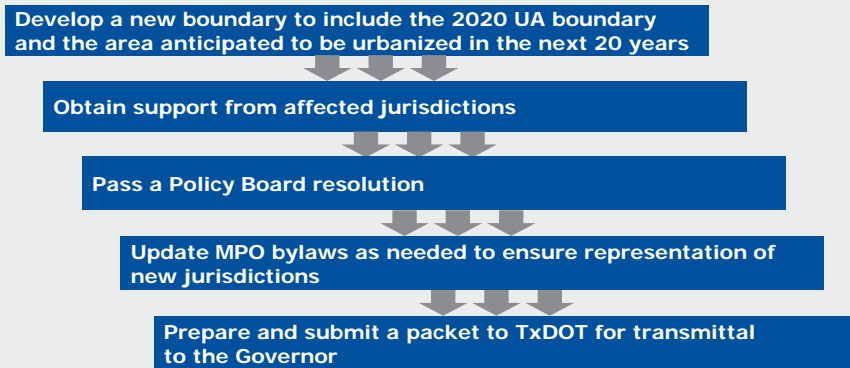 Develop a new boundary to include the 2020 UA boundary
and the area anticipated to be urbanized in the next 20 years
Obtain support from affected jurisdictions
Pass a Policy Board resolution
Update MPO bylaws as needed to ensure representation of
new jurisdictions
Prepare and submit a packet to TxDOT for transmittal
to the Governor